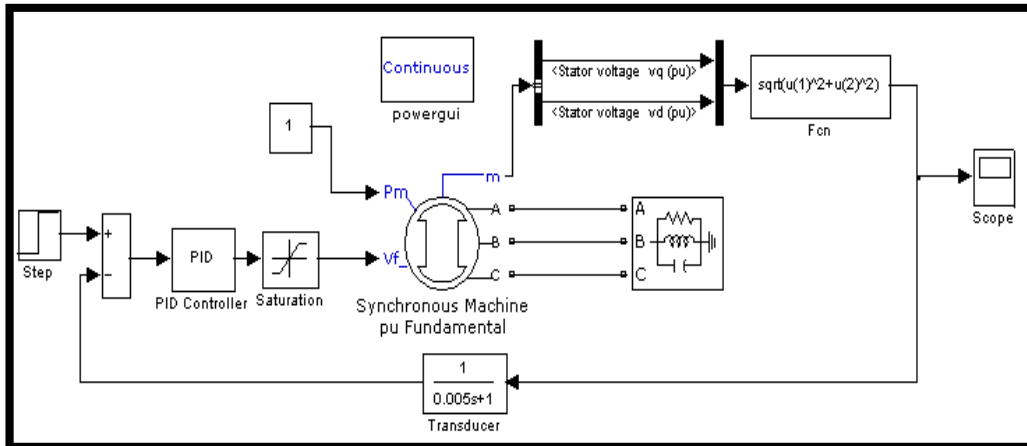 Continuous
powergui
<Stator voltage vq (pu)>
<Stator voltage vd (pu)>
sqrt(u(1)^2+u(2)^2)
Fcn
Scope
1
Pm
m
Vf_
A
B
C
A
B
C
Synchronous Machine
pu Fundamental
Step
+
−
PID
PID Controller
Saturation
1
0.005s+1
Transducer